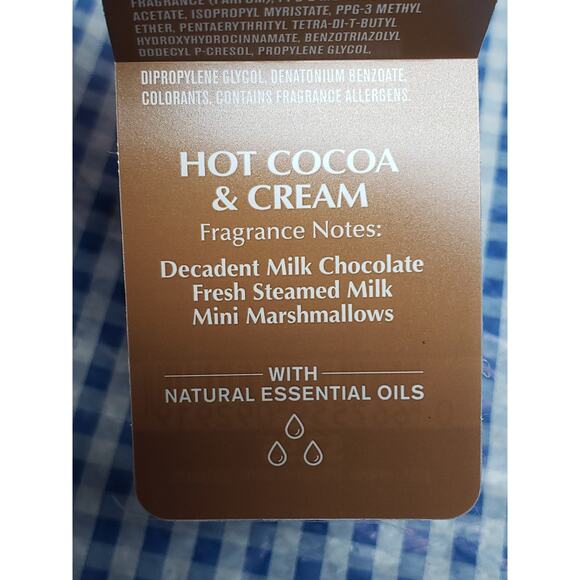 ACETATE, ISOPROPYL MYRISTATE, PPG-3 METHYL
ETHER, PENTAERYTHRITYL TETRA-DI-T-BUTYL
HYDROXYHYDROCINNAMATE, BENZOTRIAZOLYL
DODECYL P-CRESOL, PROPYLENE GLYCOL,
DIPROPYLENE GLYCOL, DENATONIUM BENZOATE,
COLORANTS. CONTAINS FRAGRANCE ALLERGENS.
HOT COCOA
& CREAM
Fragrance Notes:
Decadent Milk Chocolate
Fresh Steamed Milk
Mini Marshmallows
WITH
NATURAL ESSENTIAL OILS